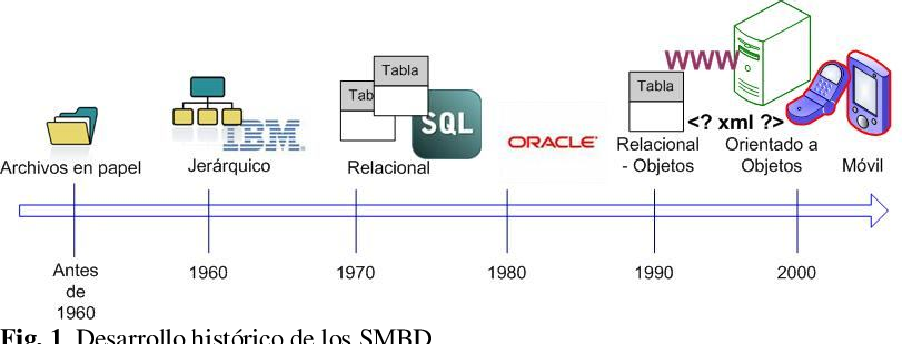 WWW
Tabla
Tab
Tabla
SQL
IBM.
ORACLE
<? xml ?>
Archivos en papel
Jerárquico
Relacional
Relacional
- Objetos
Orientado a
Objetos
Móvil
Antes
de
1960
1960
1970
1980
1990
2000
Fig. 1. Desarrollo histórico de los SMBD